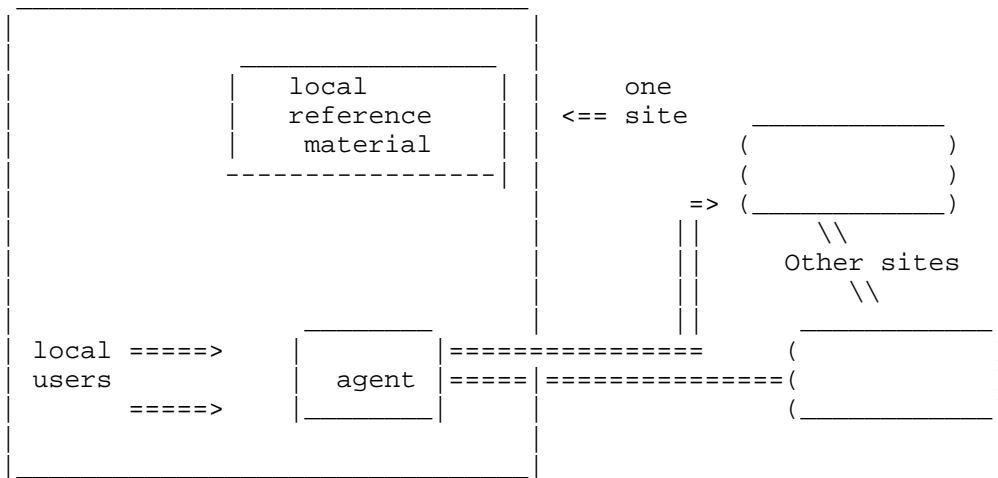 local
reference
material
one
<== site
=>
Other sites
local =====>
users
agent
=====>